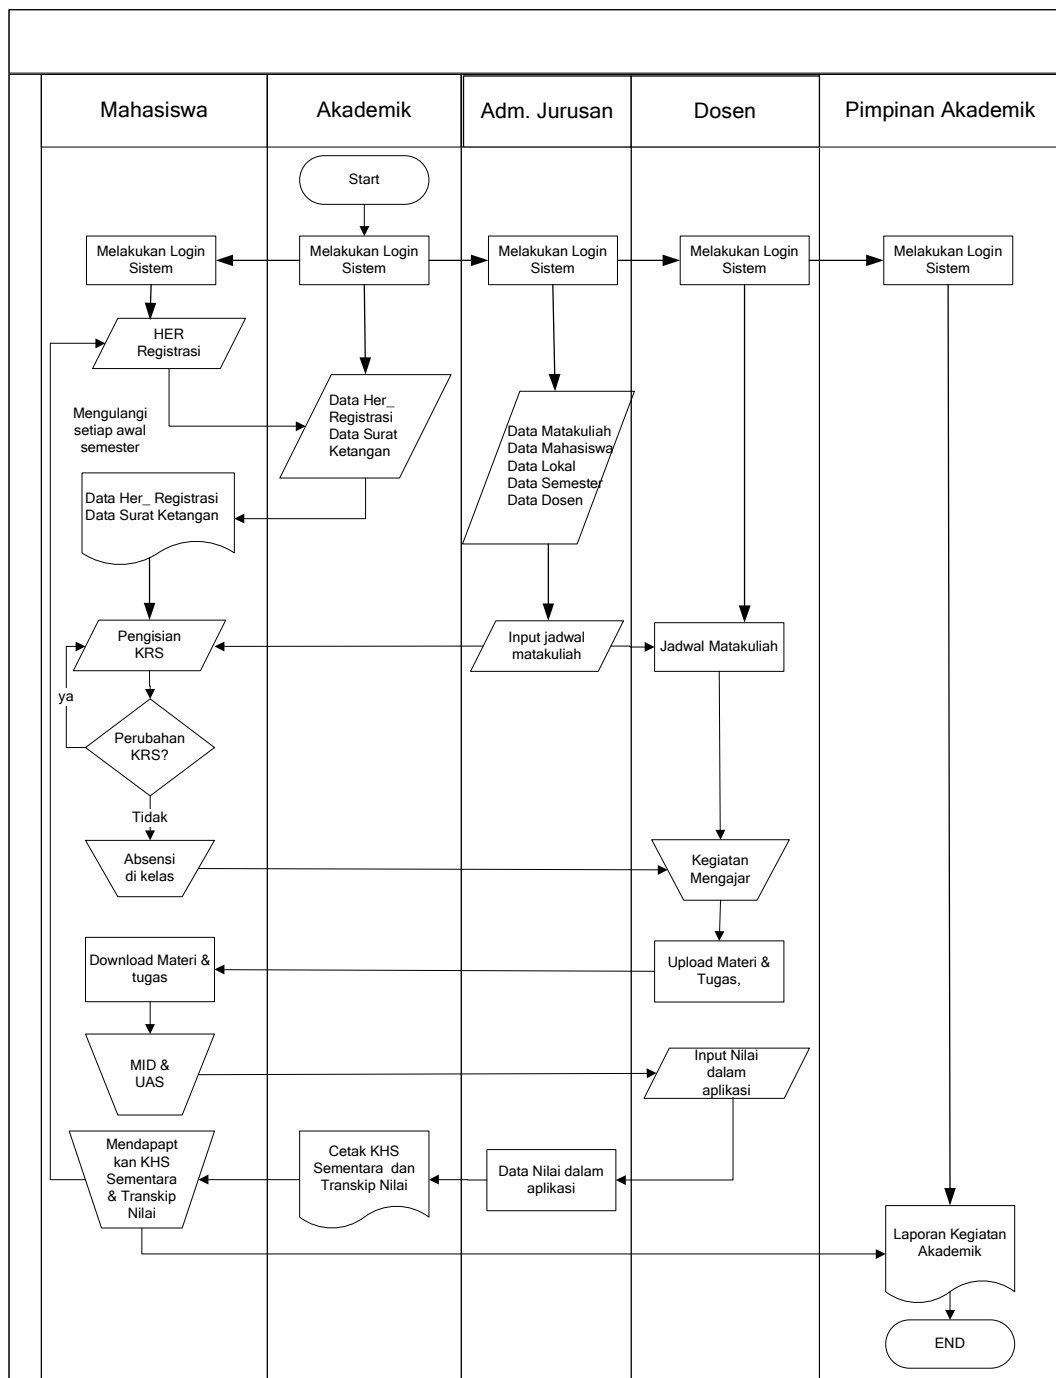 Mahasiswa
Akademik
Adm. Jurusan
Dosen
Pimpinan Akademik
Start
Melakukan Login
Sistem
Melakukan Login
Sistem
Melakukan Login
Sistem
Melakukan Login
Sistem
Melakukan Login
Sistem
HER
Registrasi
Data Her_
Registrasi
Data Surat
Ketangan
Data Matakuliah
Data Mahasiswa
Data Lokal
Data Semester
Data Dosen
Mengulangi
setiap awal
semester
Data Her_ Registrasi
Data Surat Ketangan
Pengisian
KRS
Input jadwal
matakuliah
Jadwal Matakuliah
ya
Perubahan
KRS?
Tidak
Absensi
di kelas
Kegiatan
Mengajar
Download Materi &
tugas
Upload Materi &
Tugas,
MID &
UAS
Input Nilai
dalam
aplikasi
Mendapapt
kan KHS
Sementara
& Transkip
Nilai
Cetak KHS
Sementara dan
Transkip Nilai
Data Nilai dalam
aplikasi
Laporan Kegiatan
Akademik
END